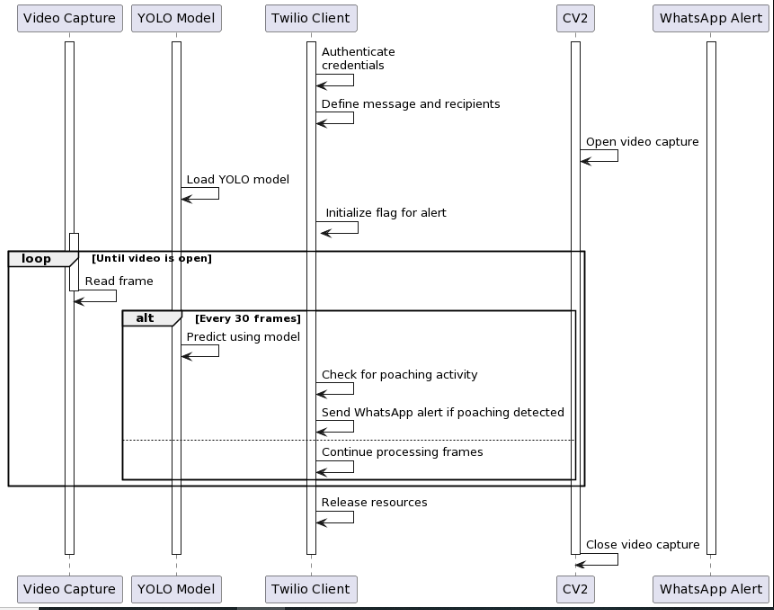 Video Capture
YOLO Model
Twilio Client
CV2
WhatsApp Alert
Authenticate
credentials
Define message and recipients
Open video capture
Load YOLO model
Initialize flag for alert
loop
[Until video is open]
Read frame
alt
[Every 30 frames]
Predict using model
Check for poaching activity
Send WhatsApp alert if poaching detected
Continue processing frames
Release resources
Close video capture
Video Capture
YOLO Model
Twilio Client
CV2
WhatsApp Alert